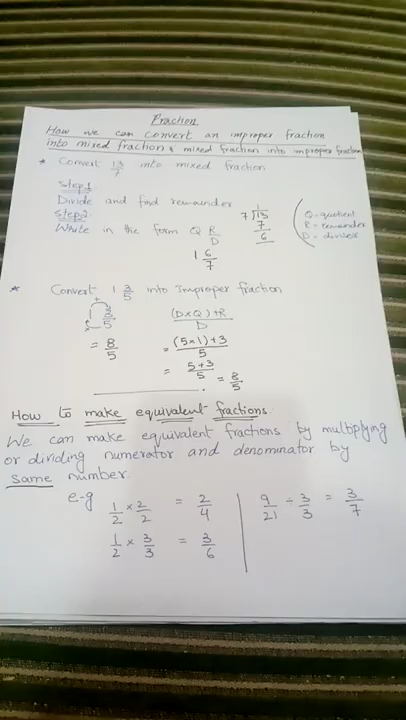 Fraction
How we can convert an improper fraction
into mixed fraction & mixed fraction into improper fraction
* Convert 13/7 into mixed fraction
Step 1
Divide and find remainder
Step 2:
Write in the form Q R/D
1 6/7
1
7 √13
7
6
Q = quotient
R = remainder
D = divisor
* Convert 1 3/5 into Improper fraction
1 3/5
= 8/5
(D×Q)+R/D
= (5×1)+3/5
= 5+3/5 = 8/5
How to make equivalent fractions.
We can make equivalent fractions by multiplying
or dividing numerator and denominator by
same number.
e-g
1/2 × 2/2 = 2/4
1/2 × 3/3 = 3/6
9/21 ÷ 3/3 = 3/7